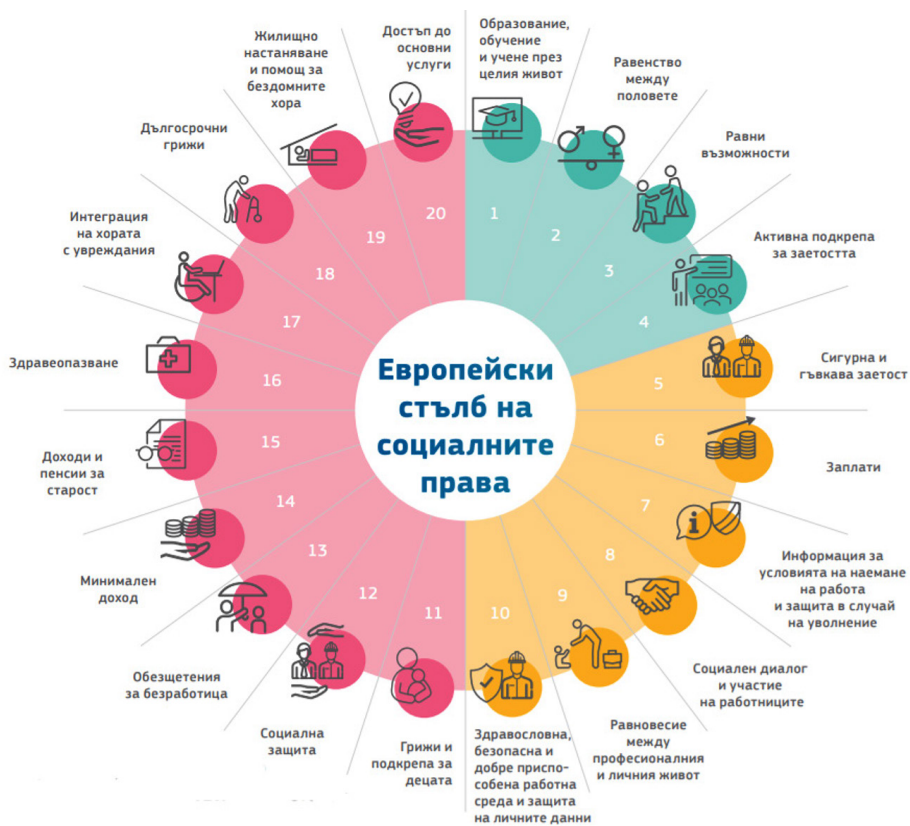 Образование,
обучение
и учене през
целия живот
Равенство
между
половете
Равни
възможности
Активна подкрепа
за заетостта
Сигурна и
гъвкава заетост
Заплати
Информация за
условията на наемане
на работа
и защита в случай
на уволнение
Социален диалог
и участие
на работниците
Равновесие
между
професионалния
и личния живот
Здравословна,
безопасна и
добре приспо-
собена работна
среда и защита
на личните данни
Грижи и
подкрепа за
децата
Социална
защита
Обезщетения
за безработица
Минимален
доход
Доходи и
пенсии за
старост
Здравеопазване
Интеграция
на хората
с увреждания
Дългосрочни
грижи
Жилищно
настаняване
и помощ за
бездомните
хора
Достъп до
основни
услуги
1
2
3
4
5
6
7
8
9
10
11
12
13
14
15
16
17
18
19
20
Европейски
стълб на
социалните
права